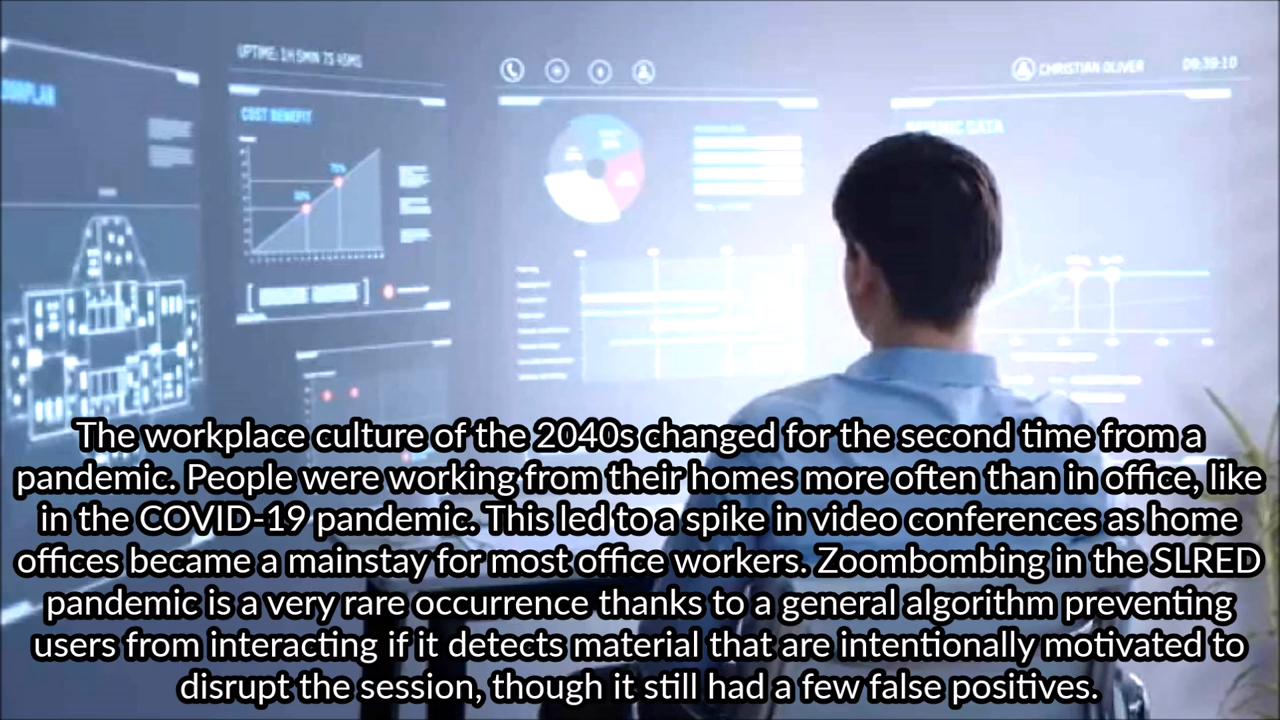 UPTIME: 1H 5MIN 7S 45MS
CHRISTIAN OLIVER
09:39:10
COST BENEFIT
The workplace culture of the 2040s changed for the second time from a
pandemic. People were working from their homes more often than in office, like
in the COVID-19 pandemic. This led to a spike in video conferences as home
offices became a mainstay for most office workers. Zoombombing in the SLRED
pandemic is a very rare occurrence thanks to a general algorithm preventing
users from interacting if it detects material that are intentionally motivated to
disrupt the session, though it still had a few false positives.